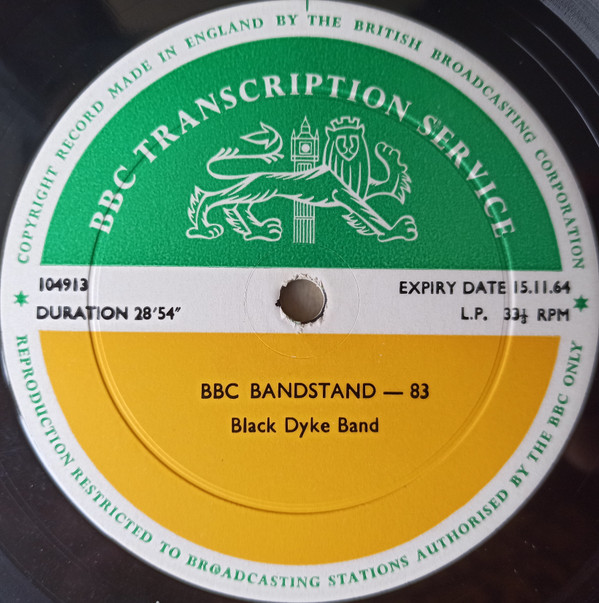 COPYRIGHT RECORD MADE IN ENGLAND BY THE BRITISH BROADCASTING CORPORATION
BBC TRANSCRIPTION SERVICE
104913
EXPIRY DATE 15.11.64
DURATION 28'54"
L.P. 33⅓ RPM
BBC BANDSTAND — 83
Black Dyke Band
REPRODUCTION RESTRICTED TO BROADCASTING STATIONS AUTHORISED BY THE BBC ONLY